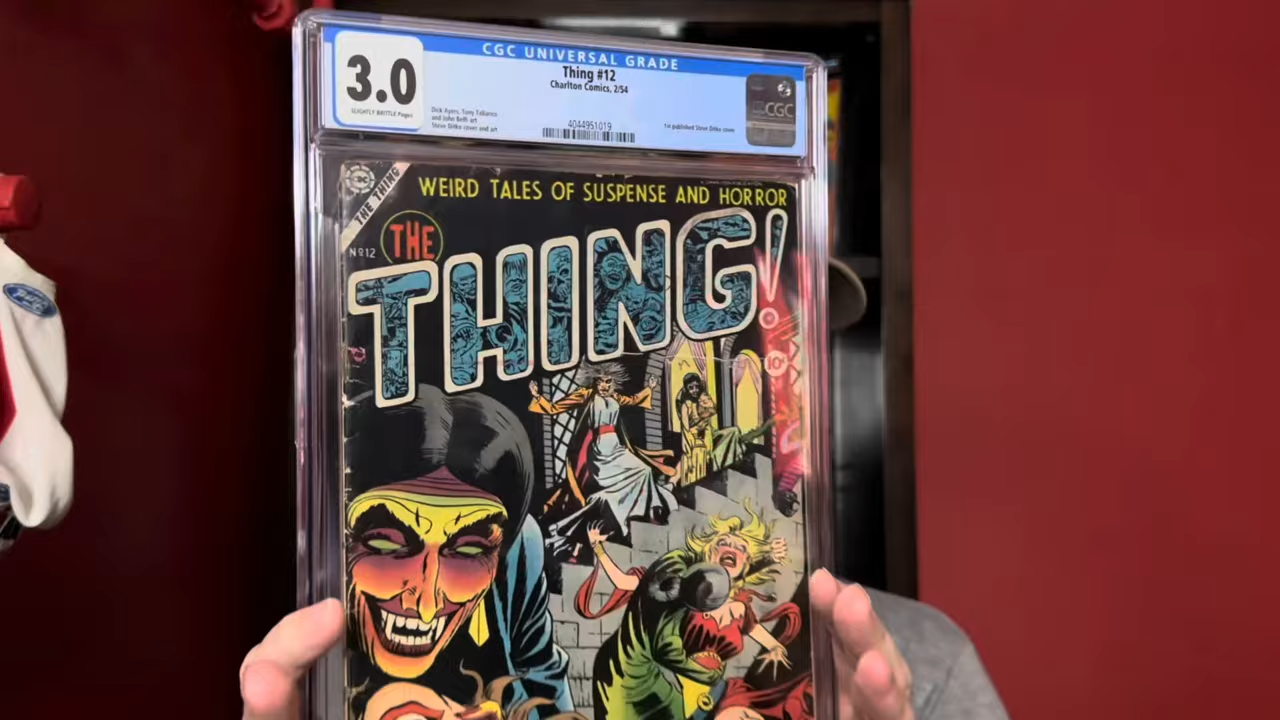 CGC UNIVERSAL GRADE
3.0
SLIGHTLY BRITTLE Pages
Thing #12
Charlton Comics, 2/54
Dick Ayers, Tony Tallarico
and John Belfi art
Steve Ditko cover and art
4044951019
1st published Steve Ditko cover
CGC
THE THING
WEIRD TALES OF SUSPENSE AND HORROR
Nº12
THE
THING!
10¢